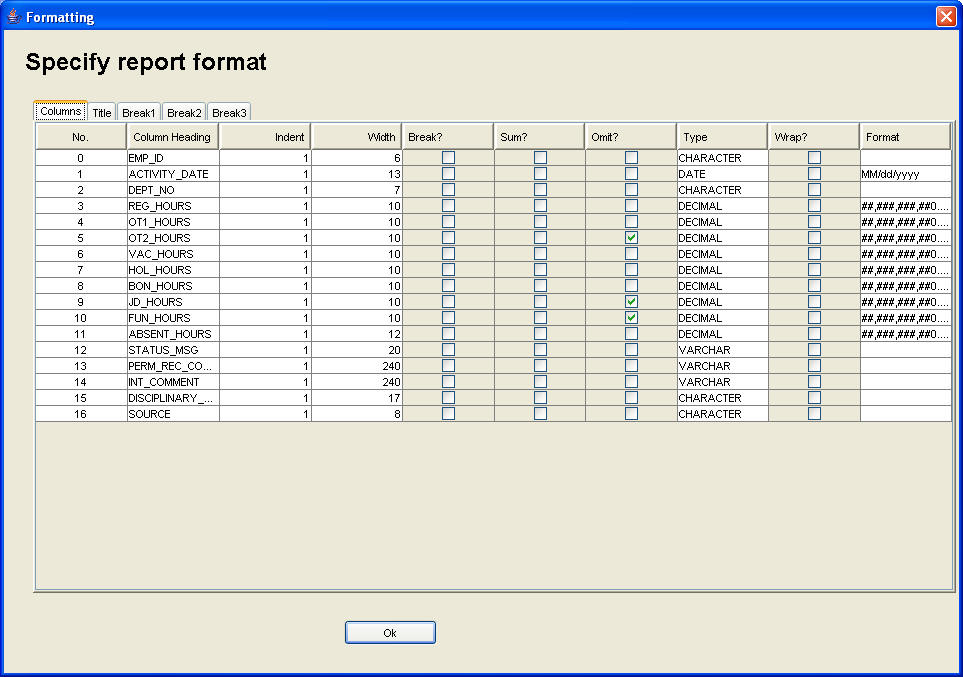 Formatting
Specify report format
Columns Title Break1 Break2 Break3
No. Column Heading Indent Width Break? Sum? Omit? Type Wrap? Format
0 EMP_ID 1 6 CHARACTER
1 ACTIVITY_DATE 1 13 DATE MM/dd/yyyy
2 DEPT_NO 1 7 CHARACTER
3 REG_HOURS 1 10 DECIMAL ##,###,###,##0....
4 OT1_HOURS 1 10 DECIMAL ##,###,###,##0....
5 OT2_HOURS 1 10 DECIMAL ##,###,###,##0....
6 VAC_HOURS 1 10 DECIMAL ##,###,###,##0....
7 HOL_HOURS 1 10 DECIMAL ##,###,###,##0....
8 BON_HOURS 1 10 DECIMAL ##,###,###,##0....
9 JD_HOURS 1 10 DECIMAL ##,###,###,##0....
10 FUN_HOURS 1 10 DECIMAL ##,###,###,##0....
11 ABSENT_HOURS 1 12 DECIMAL ##,###,###,##0....
12 STATUS_MSG 1 20 VARCHAR
13 PERM_REC_CO... 1 240 VARCHAR
14 INT_COMMENT 1 240 VARCHAR
15 DISCIPLINARY_... 1 17 CHARACTER
16 SOURCE 1 8 CHARACTER
Ok